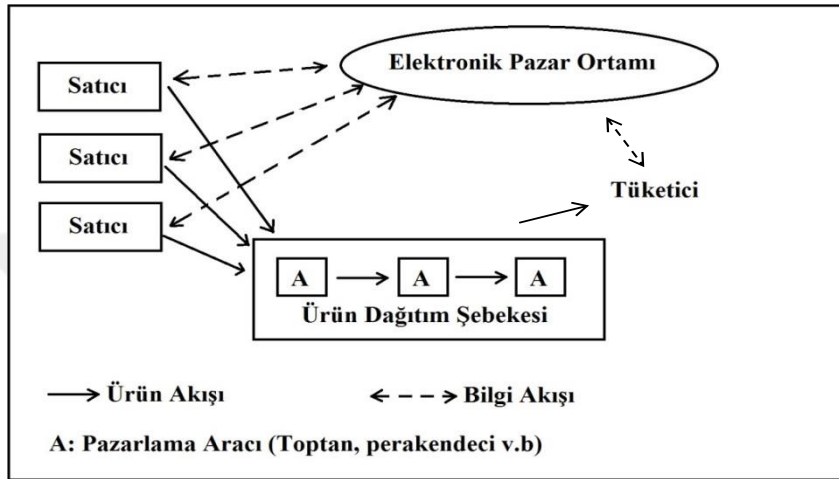 Elektronik Pazar Ortamı
Satıcı
Satıcı
Satıcı
Tüketici
A
A
A
Ürün Dağıtım Şebekesi
Ürün Akışı
Bilgi Akışı
A: Pazarlama Aracı (Toptan, perakendeci v.b)